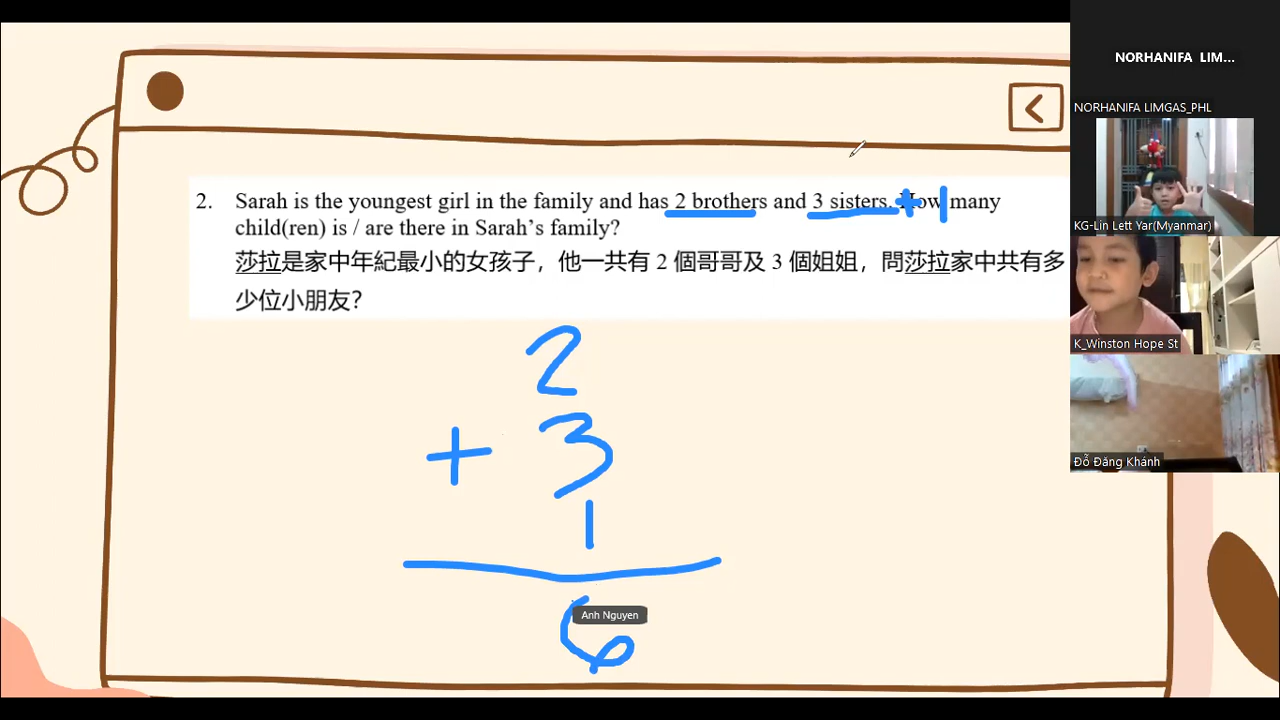 NORHANIFA LIM...
NORHANIFA LIMGAS_PHL
2. Sarah is the youngest girl in the family and has 2 brothers and 3 sisters. How many + 1
child(ren) is / are there in Sarah's family?
莎拉是家中年紀最小的女孩子，他一共有 2 個哥哥及 3 個姐姐，問莎拉家中共有多
少位小朋友？
KG-Lin Lett Yar(Myanmar)
K_Winston Hope St
Đỗ Đăng Khánh
2
+ 3
1
6
Anh Nguyen